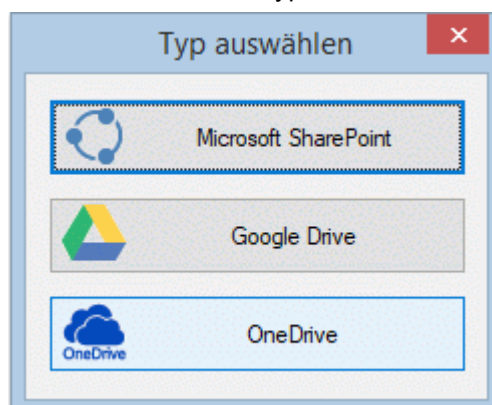 Typ auswählen
Microsoft SharePoint
Google Drive
OneDrive
OneDrive